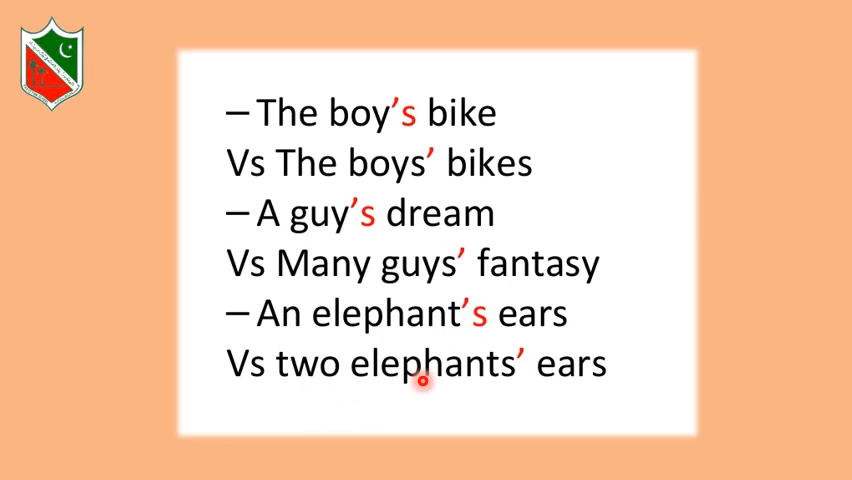 – The boy’s bike
Vs The boys’ bikes
– A guy’s dream
Vs Many guys’ fantasy
– An elephant’s ears
Vs two elephants’ ears